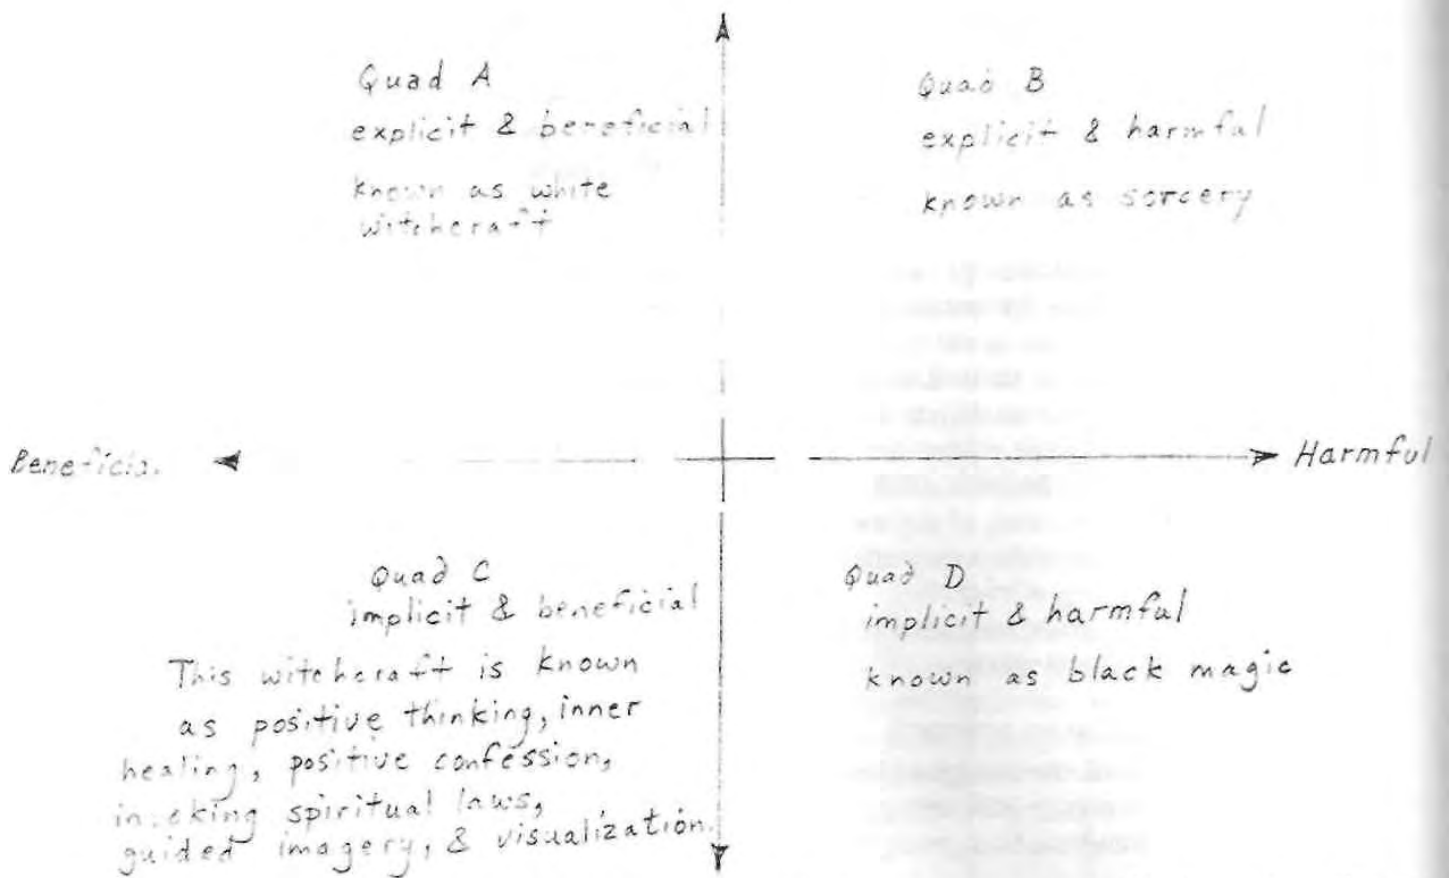 Quad A
explicit & beneficial
known as white
witchcraft
Quad B
explicit & harmful
known as sorcery
Beneficial
Harmful
Quad C
implicit & beneficial
This witchcraft is known
as positive thinking, inner
healing, positive confession,
invoking spiritual laws,
guided imagery, & visualization.
Quad D
implicit & harmful
known as black magic